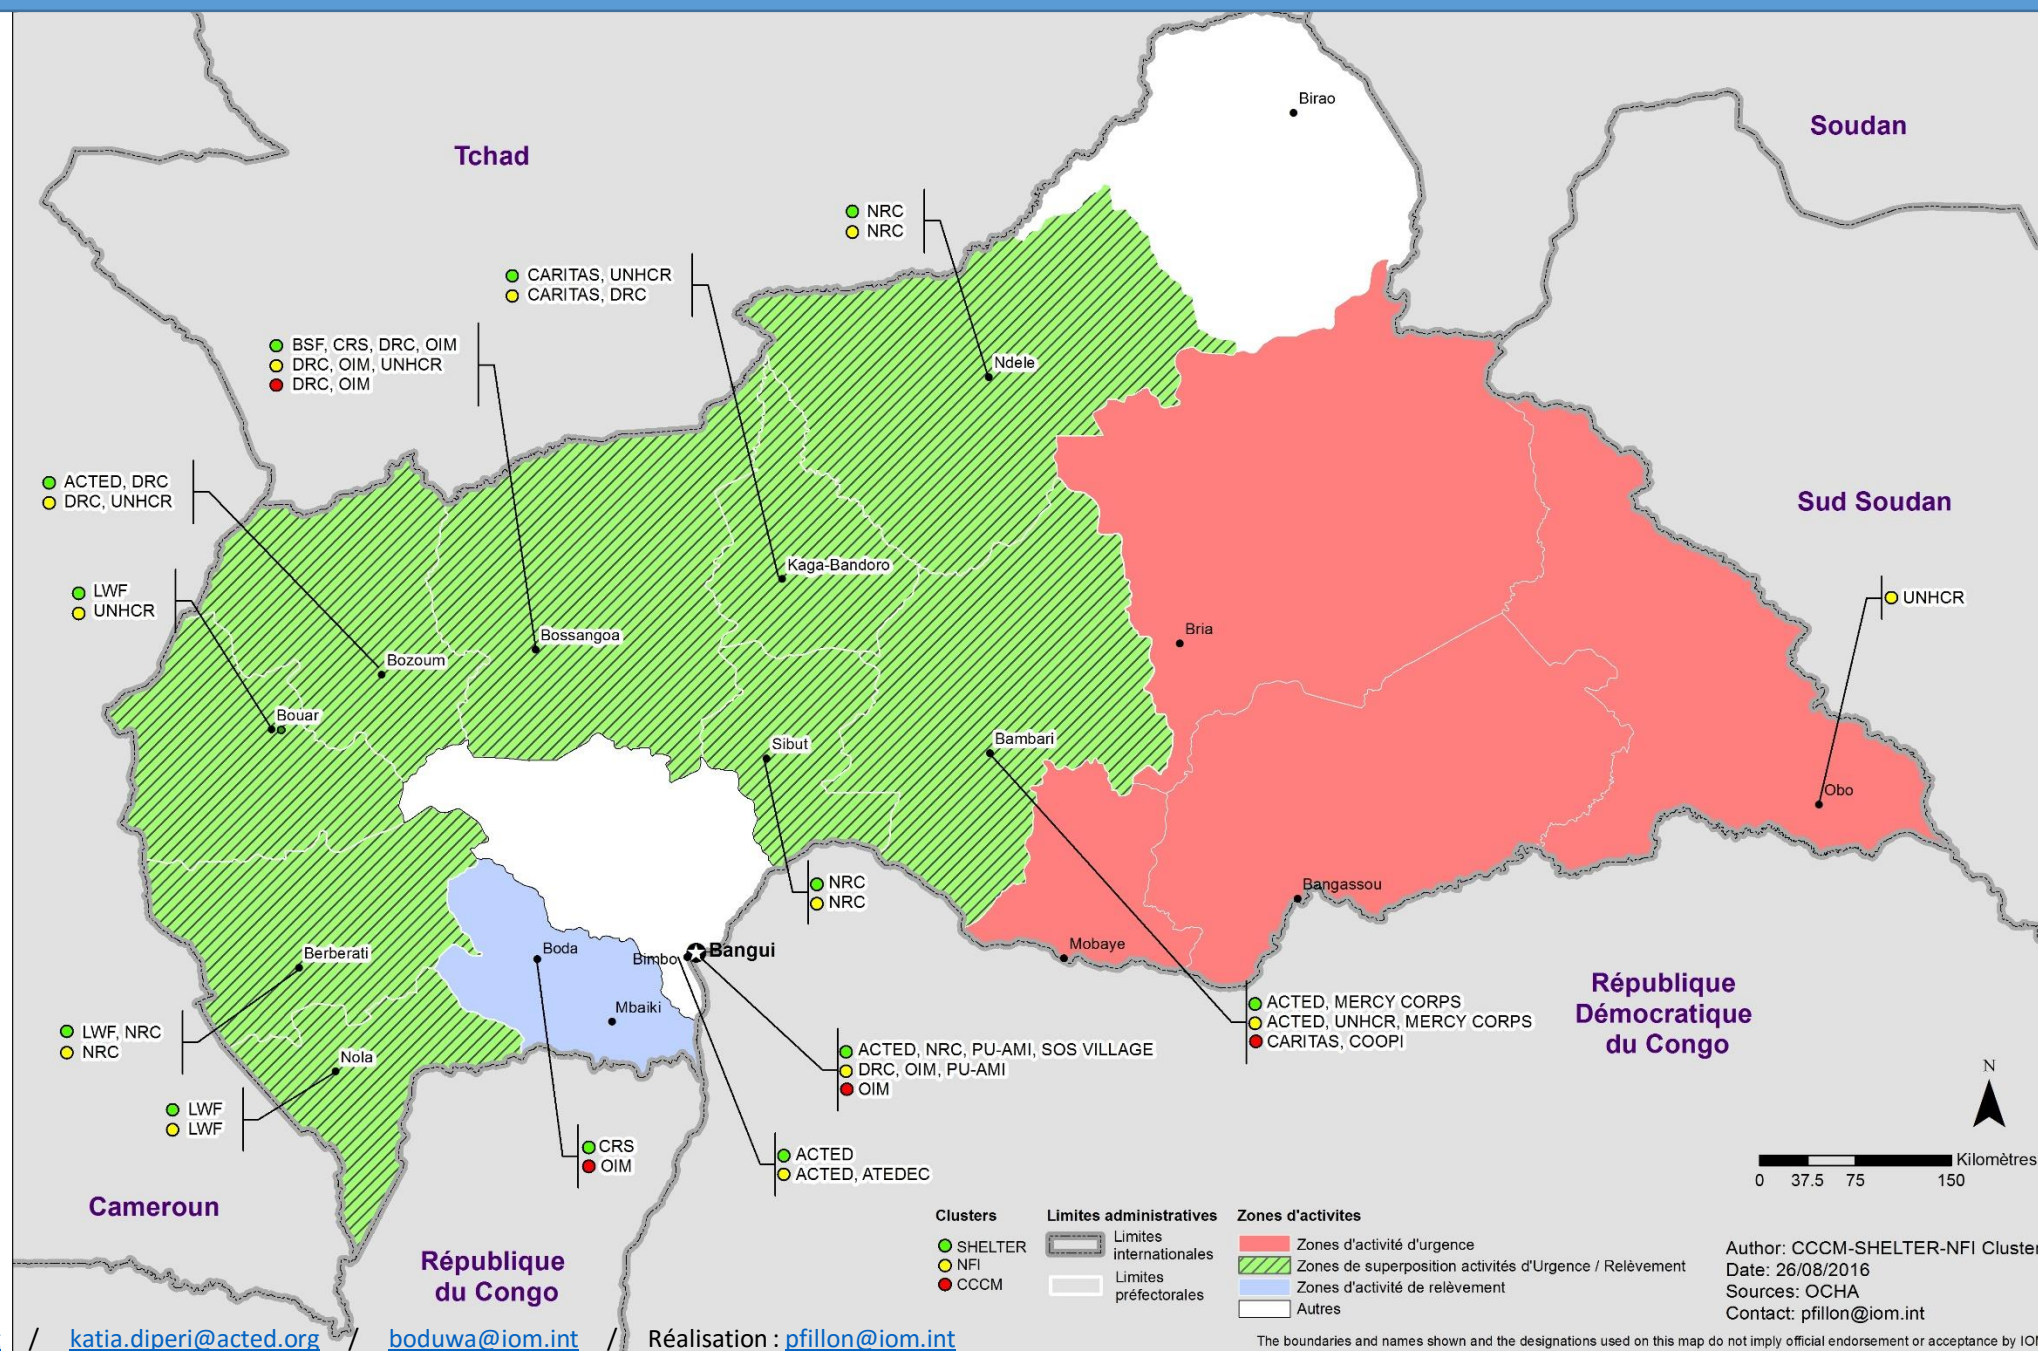 Birao
Soudan
Tchad
NRC
NRC
CARITAS, UNHCR
CARITAS, DRC
BSF, CRS, DRC, OIM
DRC, OIM, UNHCR
DRC, OIM
Ndele
ACTED, DRC
DRC, UNHCR
Sud Soudan
Kaga-Bandoro
LWF
UNHCR
UNHCR
Bria
Bossangoa
Bozoum
Bouar
Sibut
Bambari
Obo
NRC
NRC
Bangassou
Berberati
Boda
Bimbo
Bangui
Mobaye
Mbaiki
République
Démocratique
du Congo
ACTED, MERCY CORPS
ACTED, UNHCR, MERCY CORPS
CARITAS, COOPI
LWF, NRC
NRC
Nola
ACTED, NRC, PU-AMI, SOS VILLAGE
DRC, OIM, PU-AMI
OIM
N
LWF
LWF
CRS
OIM
ACTED
ACTED, ATEDEC
Kilomètres
0 37.5 75 150
Cameroun
République
du Congo
Clusters
SHELTER
NFI
CCCM
Limites administratives
Limites
internationales
Limites
préfectorales
Zones d'activites
Zones d'activité d'urgence
Zones de superposition activités d'Urgence / Relèvement
Zones d'activité de relèvement
Autres
Author: CCCM-SHELTER-NFI Cluster
Date: 26/08/2016
Sources: OCHA
Contact: pfillon@iom.int
/ katia.diperi@acted.org / boduwa@iom.int / Réalisation : pfillon@iom.int
The boundaries and names shown and the designations used on this map do not imply official endorsement or acceptance by